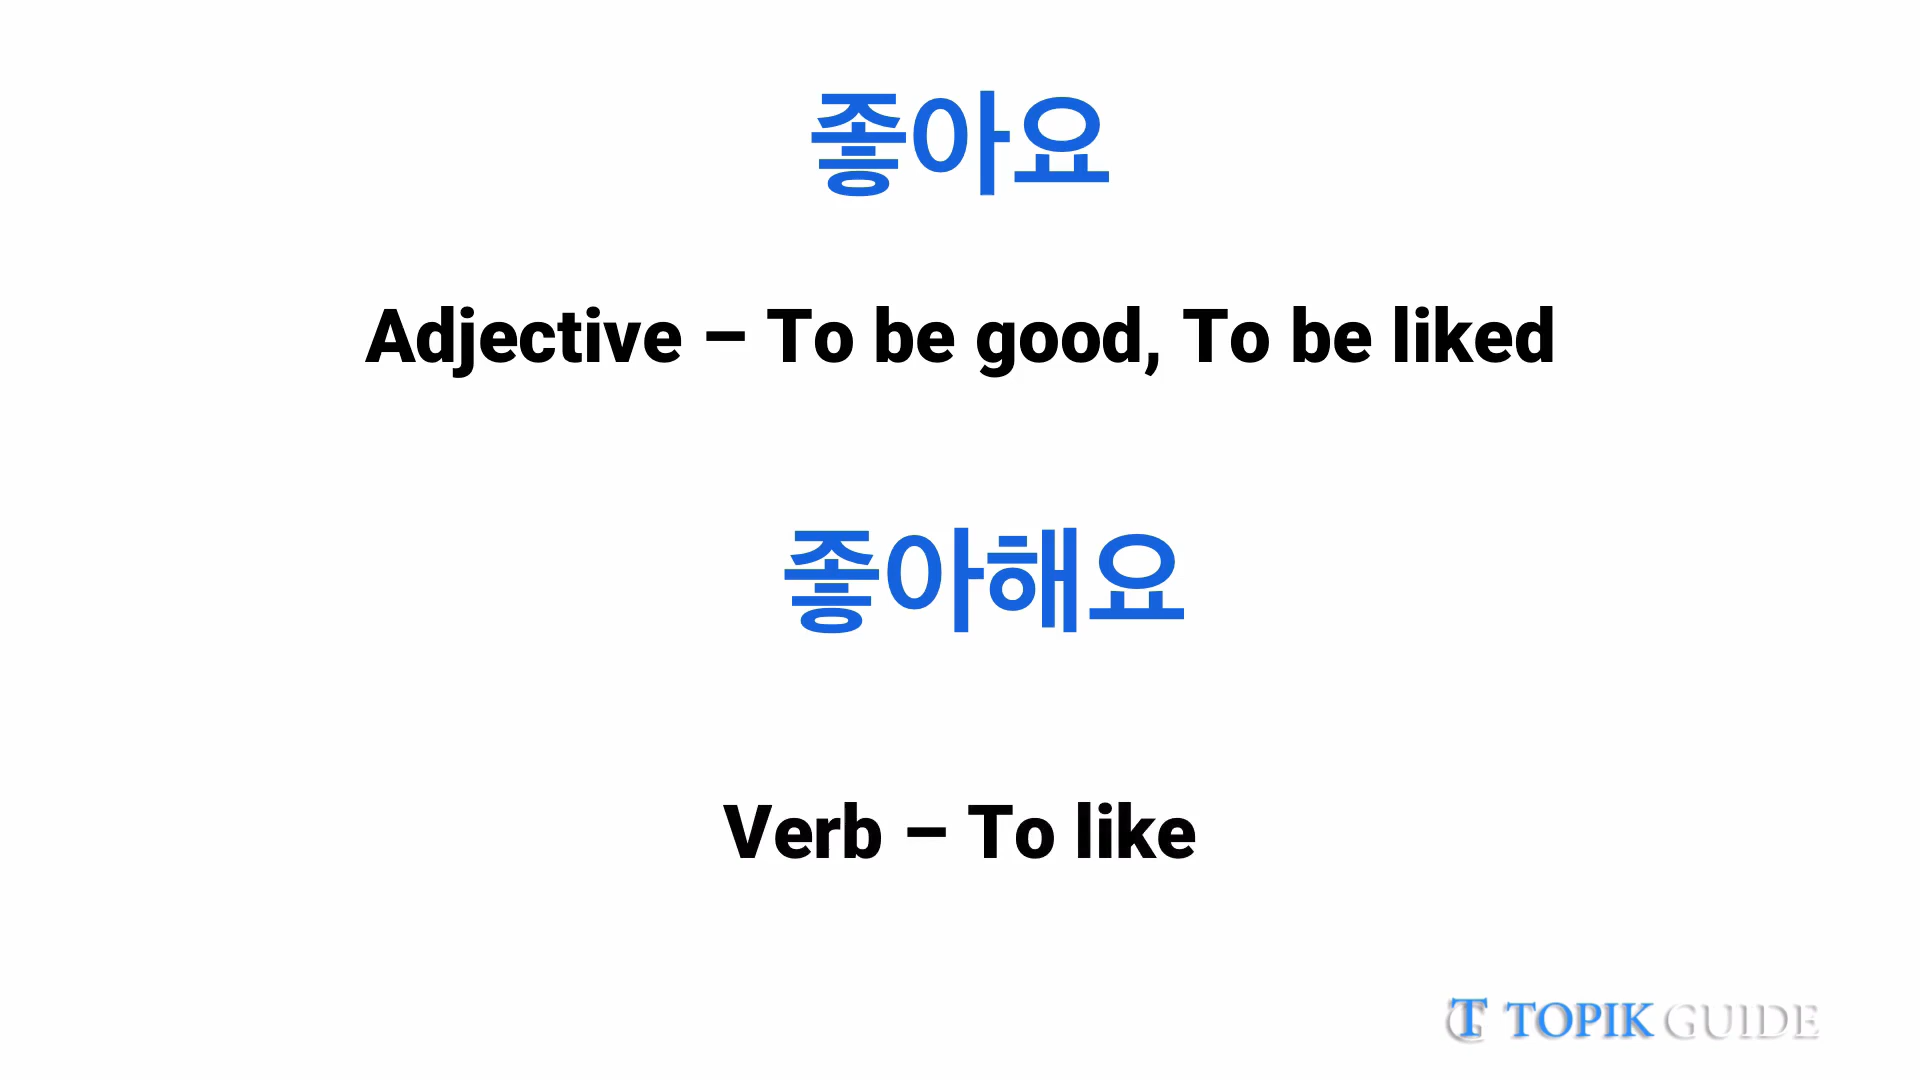 좋아요
Adjective – To be good, To be liked
좋아해요
Verb – To like
TOPIK GUIDE